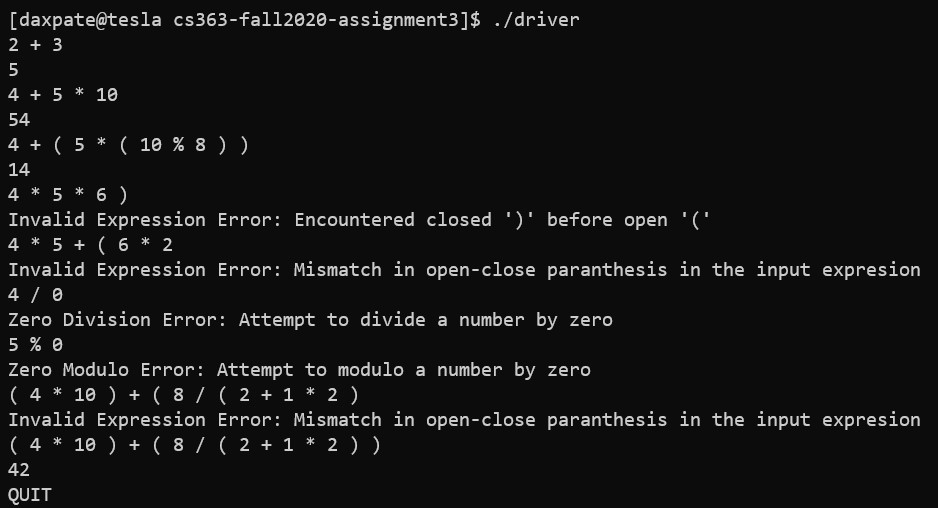 [daxpate@tesla cs363-fall2020-assignment3]$ ./driver
2 + 3
5
4 + 5 * 10
54
4 + ( 5 * ( 10 % 8 ) )
14
4 * 5 * 6 )
Invalid Expression Error: Encountered closed ')' before open '('
4 * 5 + ( 6 * 2
Invalid Expression Error: Mismatch in open-close paranthesis in the input expresion
4 / 0
Zero Division Error: Attempt to divide a number by zero
5 % 0
Zero Modulo Error: Attempt to modulo a number by zero
( 4 * 10 ) + ( 8 / ( 2 + 1 * 2 )
Invalid Expression Error: Mismatch in open-close paranthesis in the input expresion
( 4 * 10 ) + ( 8 / ( 2 + 1 * 2 ) )
42
QUIT